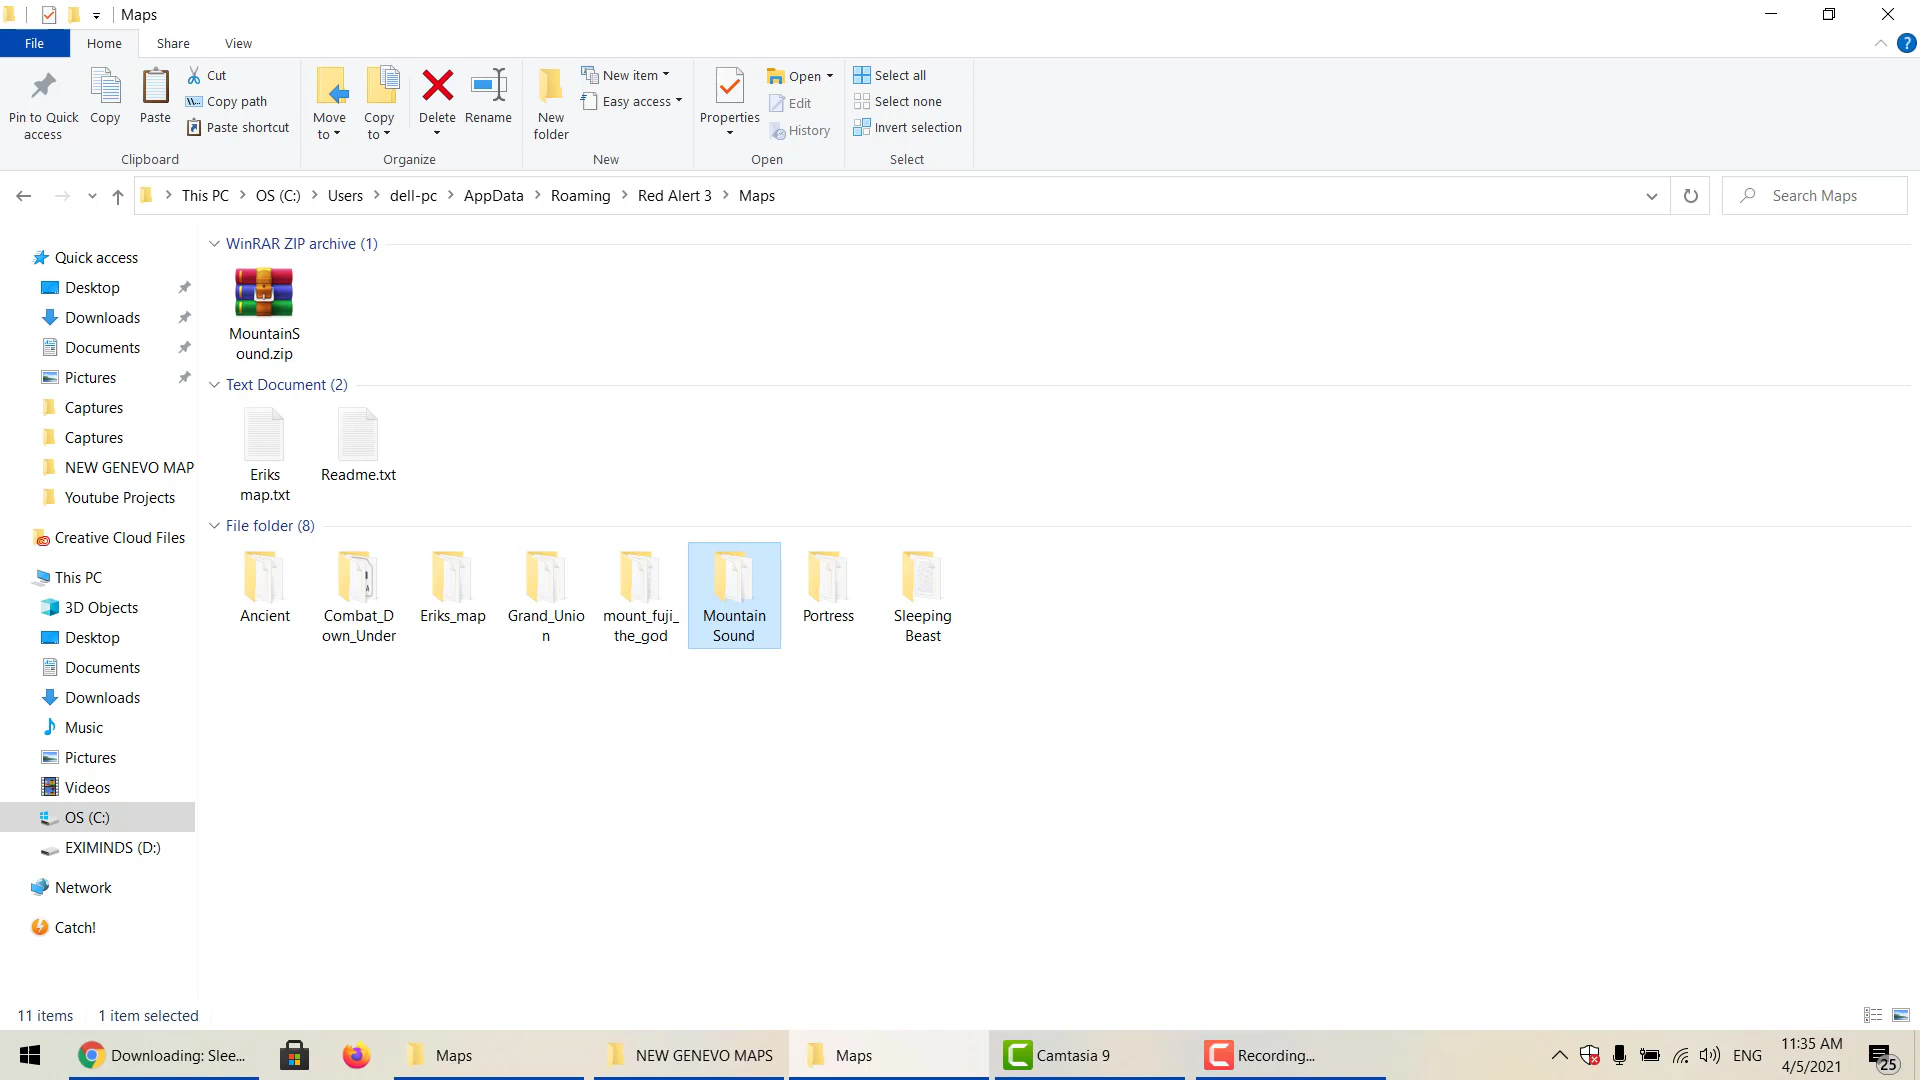 Maps
File
Home
Share
View
Pin to Quick
access
Copy
Paste
Cut
Copy path
Paste shortcut
Clipboard
Move
to
Copy
to
Delete
Rename
Organize
New
folder
New item
Easy access
New
Properties
Open
Edit
History
Open
Select all
Select none
Invert selection
Select
This PC
OS (C:)
Users
dell-pc
AppData
Roaming
Red Alert 3
Maps
Search Maps
Quick access
Desktop
Downloads
Documents
Pictures
Captures
Captures
NEW GENEVO MAP
Youtube Projects
Creative Cloud Files
This PC
3D Objects
Desktop
Documents
Downloads
Music
Pictures
Videos
OS (C:)
EXIMINDS (D:)
Network
Catch!
WinRAR ZIP archive (1)
MountainS
ound.zip
Text Document (2)
Eriks
map.txt
Readme.txt
File folder (8)
Ancient
Combat_D
own_Under
Eriks_map
Grand_Unio
n
mount_fuji_
the_god
Mountain
Sound
Portress
Sleeping
Beast
11 items
1 item selected
Downloading: Slee...
Maps
NEW GENEVO MAPS
Maps
Camtasia 9
Recording...
ENG
11:35 AM
4/5/2021
25